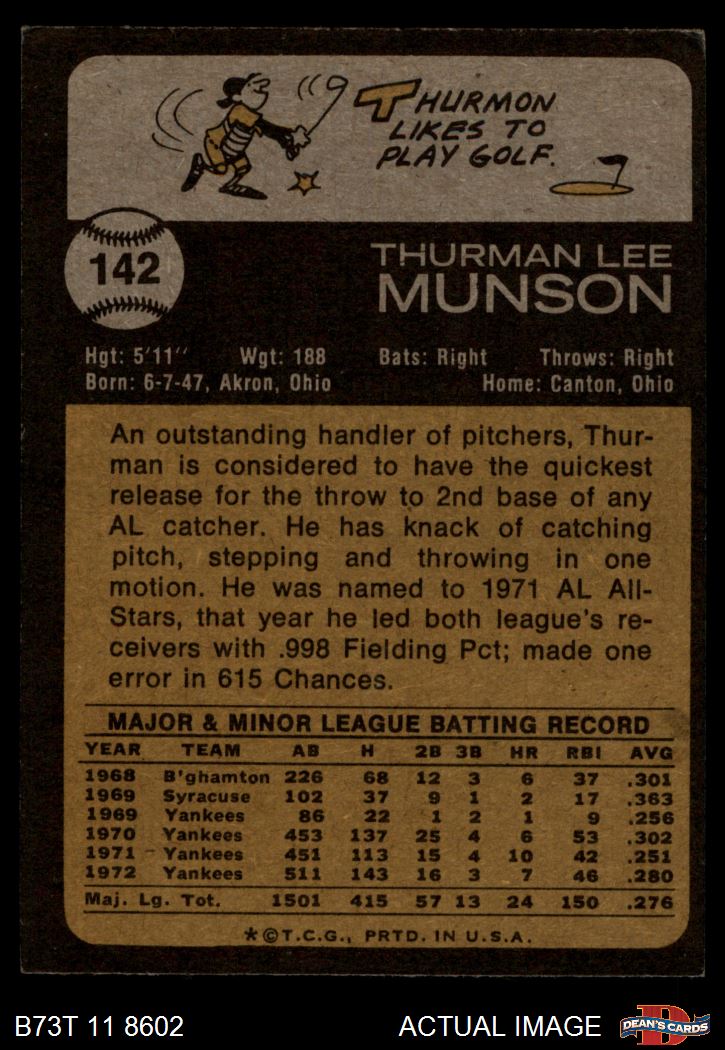 THURMON
LIKES TO
PLAY GOLF.
142
THURMAN LEE
MUNSON
Hgt: 5'11" Wgt: 188 Bats: Right Throws: Right
Born: 6-7-47, Akron, Ohio Home: Canton, Ohio
An outstanding handler of pitchers, Thur-
man is considered to have the quickest
release for the throw to 2nd base of any
AL catcher. He has knack of catching
pitch, stepping and throwing in one
motion. He was named to 1971 AL All-
Stars, that year he led both league's re-
ceivers with .998 Fielding Pct; made one
error in 615 Chances.
MAJOR & MINOR LEAGUE BATTING RECORD
YEAR TEAM AB H 2B 3B HR RBI AVG
1968 B'ghamton 226 68 12 3 6 37 .301
1969 Syracuse 102 37 9 1 2 17 .363
1969 Yankees 86 22 1 2 1 9 .256
1970 Yankees 453 137 25 4 6 53 .302
1971 Yankees 451 113 15 4 10 42 .251
1972 Yankees 511 143 16 3 7 46 .280
Maj. Lg. Tot. 1501 415 57 13 24 150 .276
*©T.C.G., PRTD. IN U.S.A.
B73T 11 8602 ACTUAL IMAGE D DEAN'S CARDS